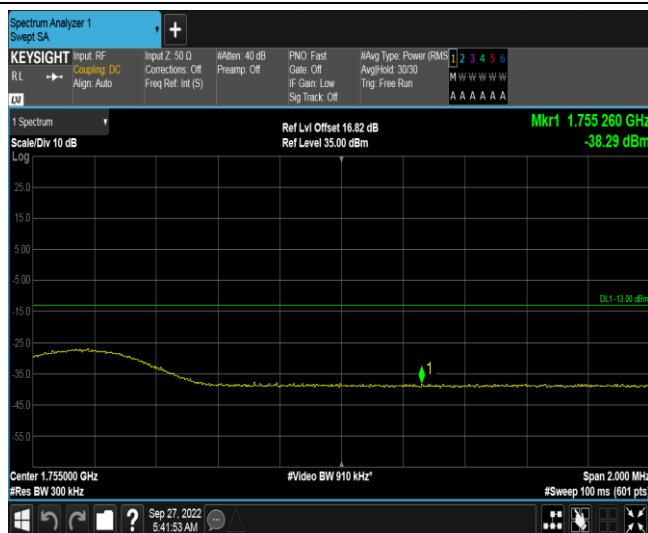 Spectrum Analyzer 1
Swept SA
KEYSIGHT
RL
Input: RF
Coupling: DC
Align: Auto
Input Z: 50 Ω
Corrections: Off
Freq Ref: Int (S)
#Atten: 40 dB
Preamp: Off
PNO: Fast
Gate: Off
IF Gain: Low
Sig Track: Off
#Avg Type: Power (RMS
Avg|Hold: 30/30
Trig: Free Run
1 2 3 4 5 6
M W W W W W
A A A A A A
LXI
1 Spectrum
Scale/Div 10 dB
Ref Lvl Offset 16.82 dB
Ref Level 35.00 dBm
Mkr1 1.755 260 GHz
-38.29 dBm
Log
25.0
15.0
5.00
-5.00
-15.0
-25.0
-35.0
-45.0
-55.0
DL1 -13.00 dBm
1
Center 1.755000 GHz
#Res BW 300 kHz
#Video BW 910 kHz*
Span 2.000 MHz
#Sweep 100 ms (601 pts)
?
Sep 27, 2022
5:41:53 AM